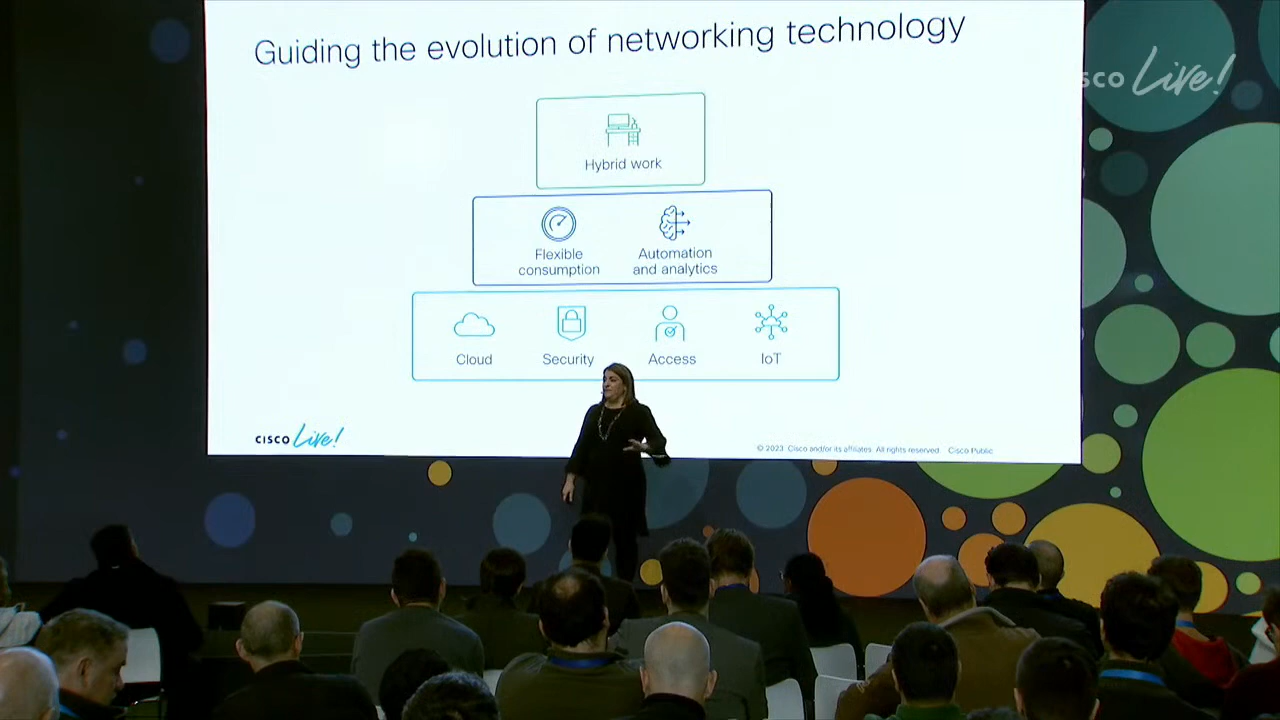 Guiding the evolution of networking technology
sco Live!
Hybrid work
Flexible
consumption
Automation
and analytics
Cloud
Security
Access
IoT
CISCO Live!
© 2023 Cisco and/or its affiliates. All rights reserved. Cisco Public